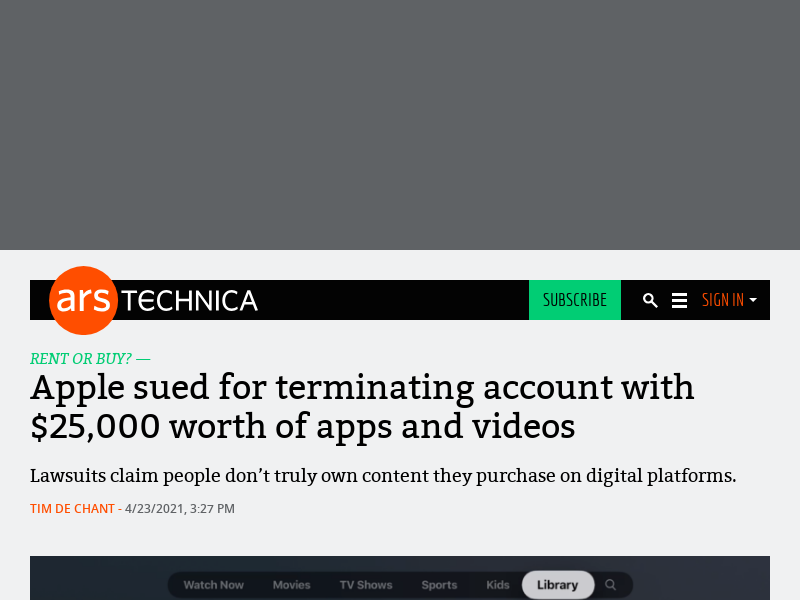 ars TECHNICA SUBSCRIBE SIGN IN
RENT OR BUY? —
Apple sued for terminating account with
$25,000 worth of apps and videos
Lawsuits claim people don’t truly own content they purchase on digital platforms.
TIM DE CHANT - 4/23/2021, 3:27 PM
Watch Now Movies TV Shows Sports Kids Library